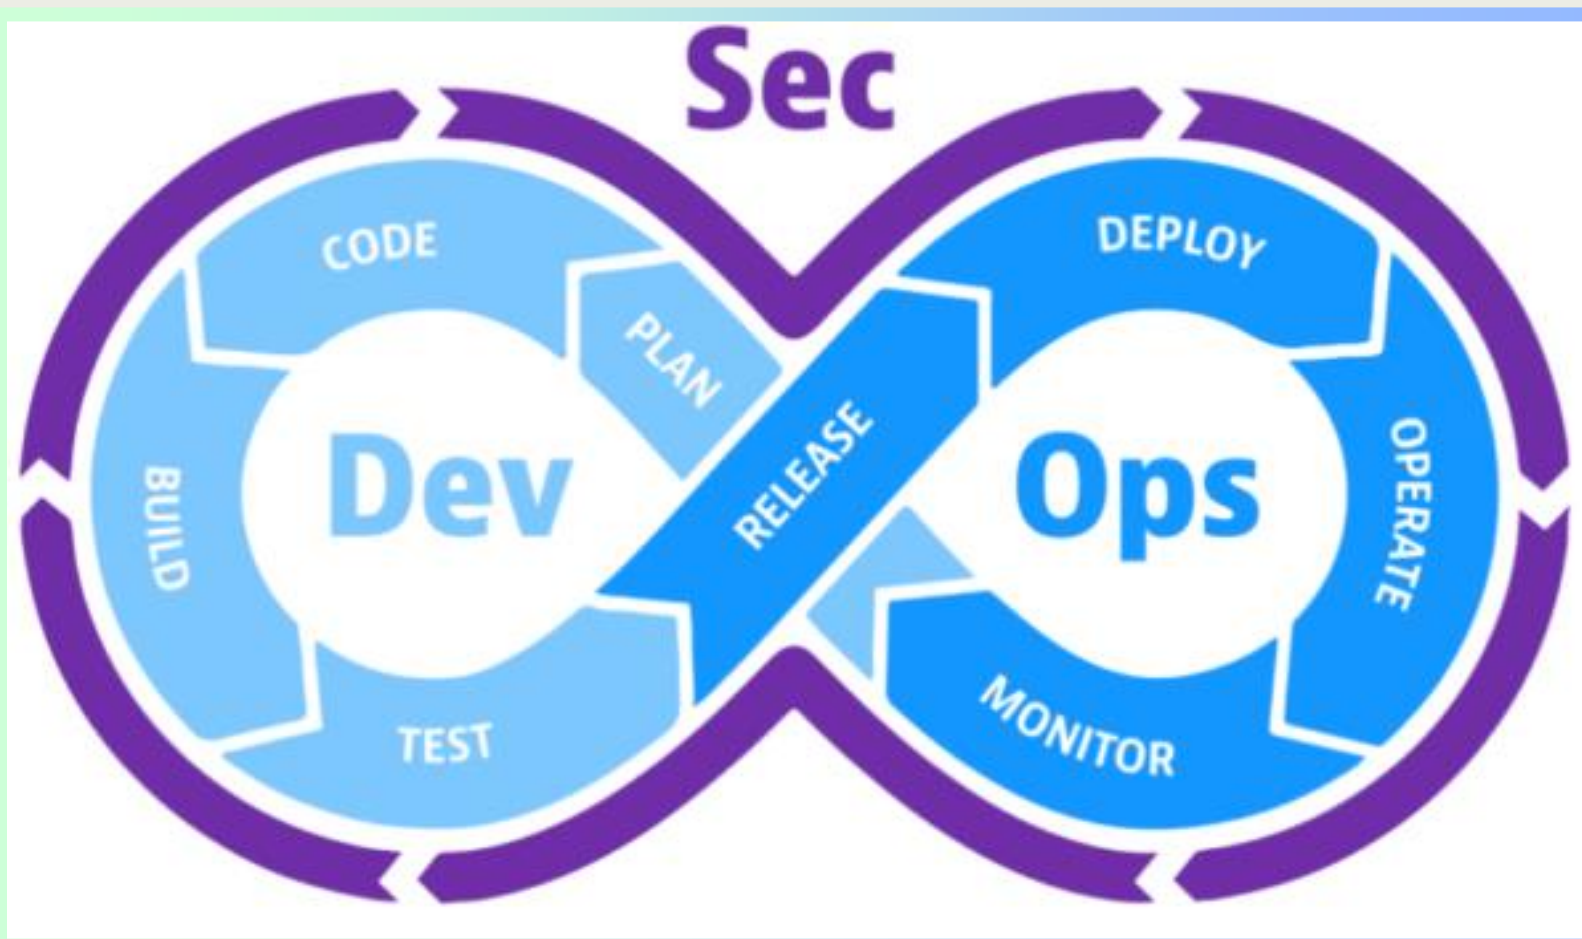 Sec
CODE
DEPLOY
PLAN
Dev
RELEASE
Ops
BUILD
OPERATE
TEST
MONITOR